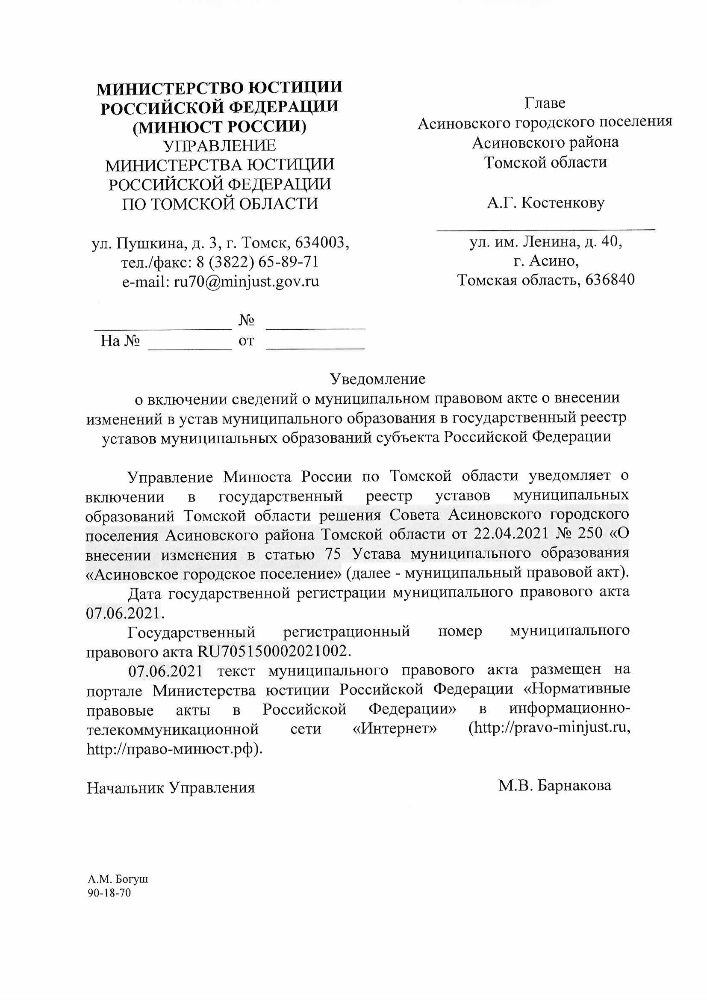 МИНИСТЕРСТВО ЮСТИЦИИ
РОССИЙСКОЙ ФЕДЕРАЦИИ
(МИНЮСТ РОССИИ)
УПРАВЛЕНИЕ
МИНИСТЕРСТВА ЮСТИЦИИ
РОССИЙСКОЙ ФЕДЕРАЦИИ
ПО ТОМСКОЙ ОБЛАСТИ
ул. Пушкина, д. 3, г. Томск, 634003,
тел./факс: 8 (3822) 65-89-71
e-mail: ru70@minjust.gov.ru
№
На № от
Главе
Асиновского городского поселения
Асиновского района
Томской области
А.Г. Костенкову
ул. им. Ленина, д. 40,
г. Асино,
Томская область, 636840
Уведомление
о включении сведений о муниципальном правовом акте о внесении
изменений в устав муниципального образования в государственный реестр
уставов муниципальных образований субъекта Российской Федерации
Управление Минюста России по Томской области уведомляет о
включении в государственный реестр уставов муниципальных
образований Томской области решения Совета Асиновского городского
поселения Асиновского района Томской области от 22.04.2021 № 250 «О
внесении изменения в статью 75 Устава муниципального образования
«Асиновское городское поселение» (далее - муниципальный правовой акт).
Дата государственной регистрации муниципального правового акта
07.06.2021.
Государственный регистрационный номер муниципального
правового акта RU705150002021002.
07.06.2021 текст муниципального правового акта размещен на
портале Министерства юстиции Российской Федерации «Нормативные
правовые акты в Российской Федерации» в информационно-
телекоммуникационной сети «Интернет» (http://pravo-minjust.ru,
http://право-минюст.рф).
Начальник Управления М.В. Барнакова
А.М. Богуш
90-18-70